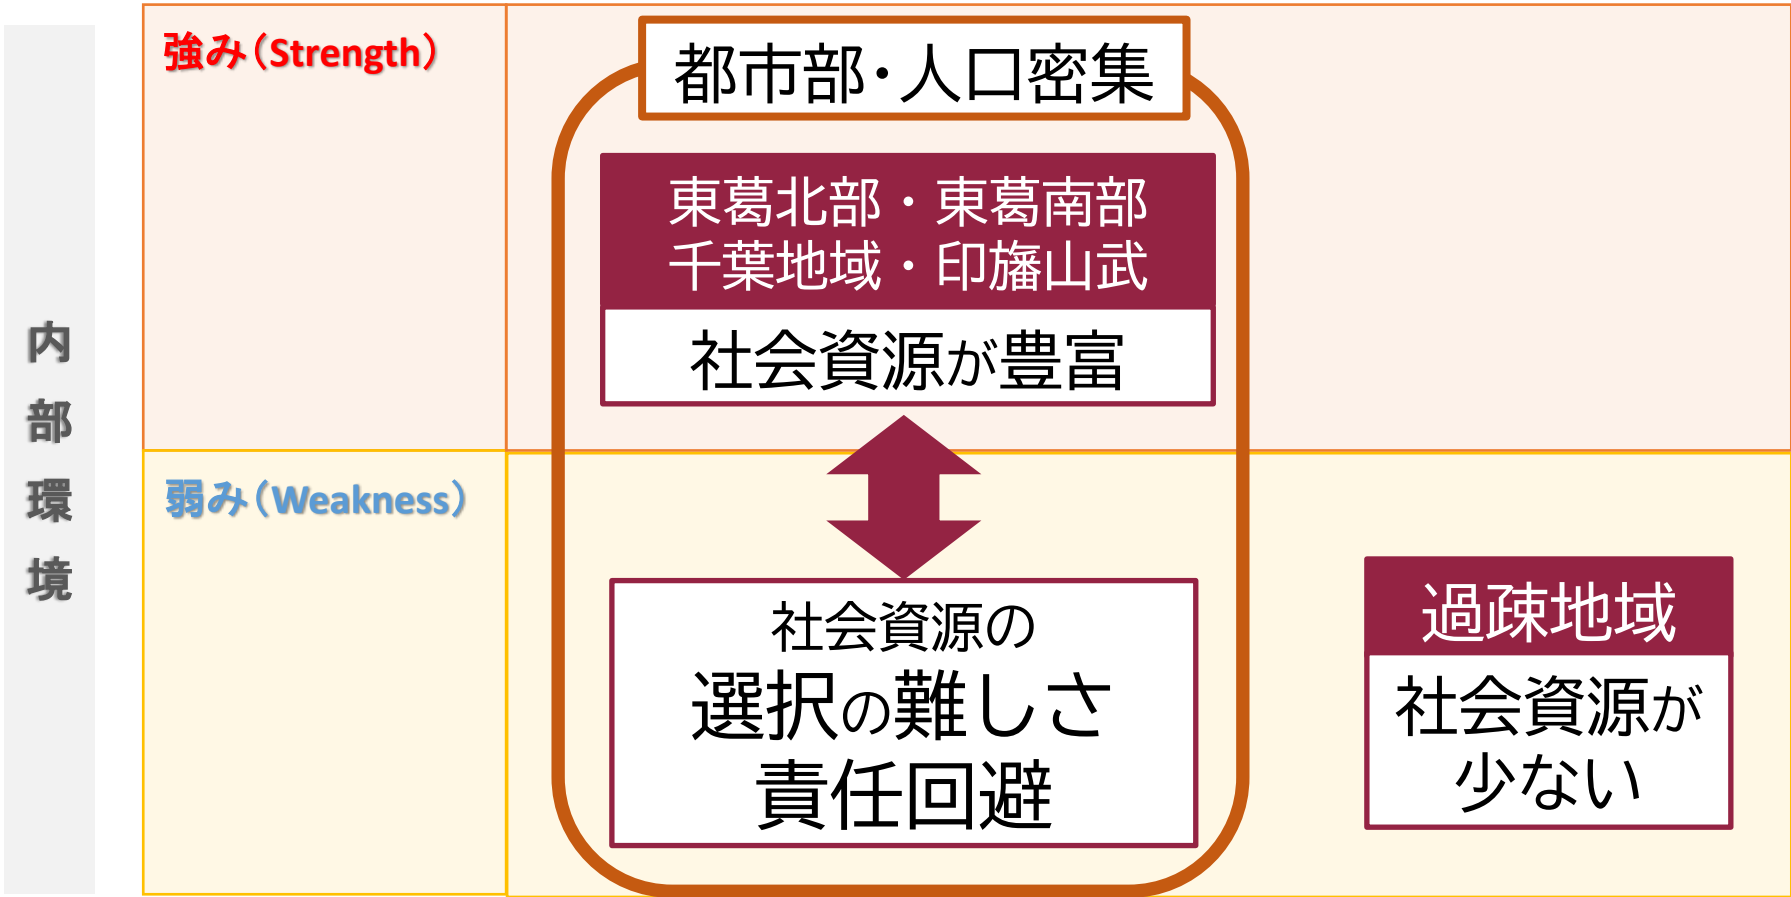 内部環境
強み（Strength）
都市部・人口密集
東葛北部・東葛南部
千葉地域・印旛山武
社会資源が豊富
弱み（Weakness）
社会資源の
選択の難しさ
責任回避
過疎地域
社会資源が
少ない